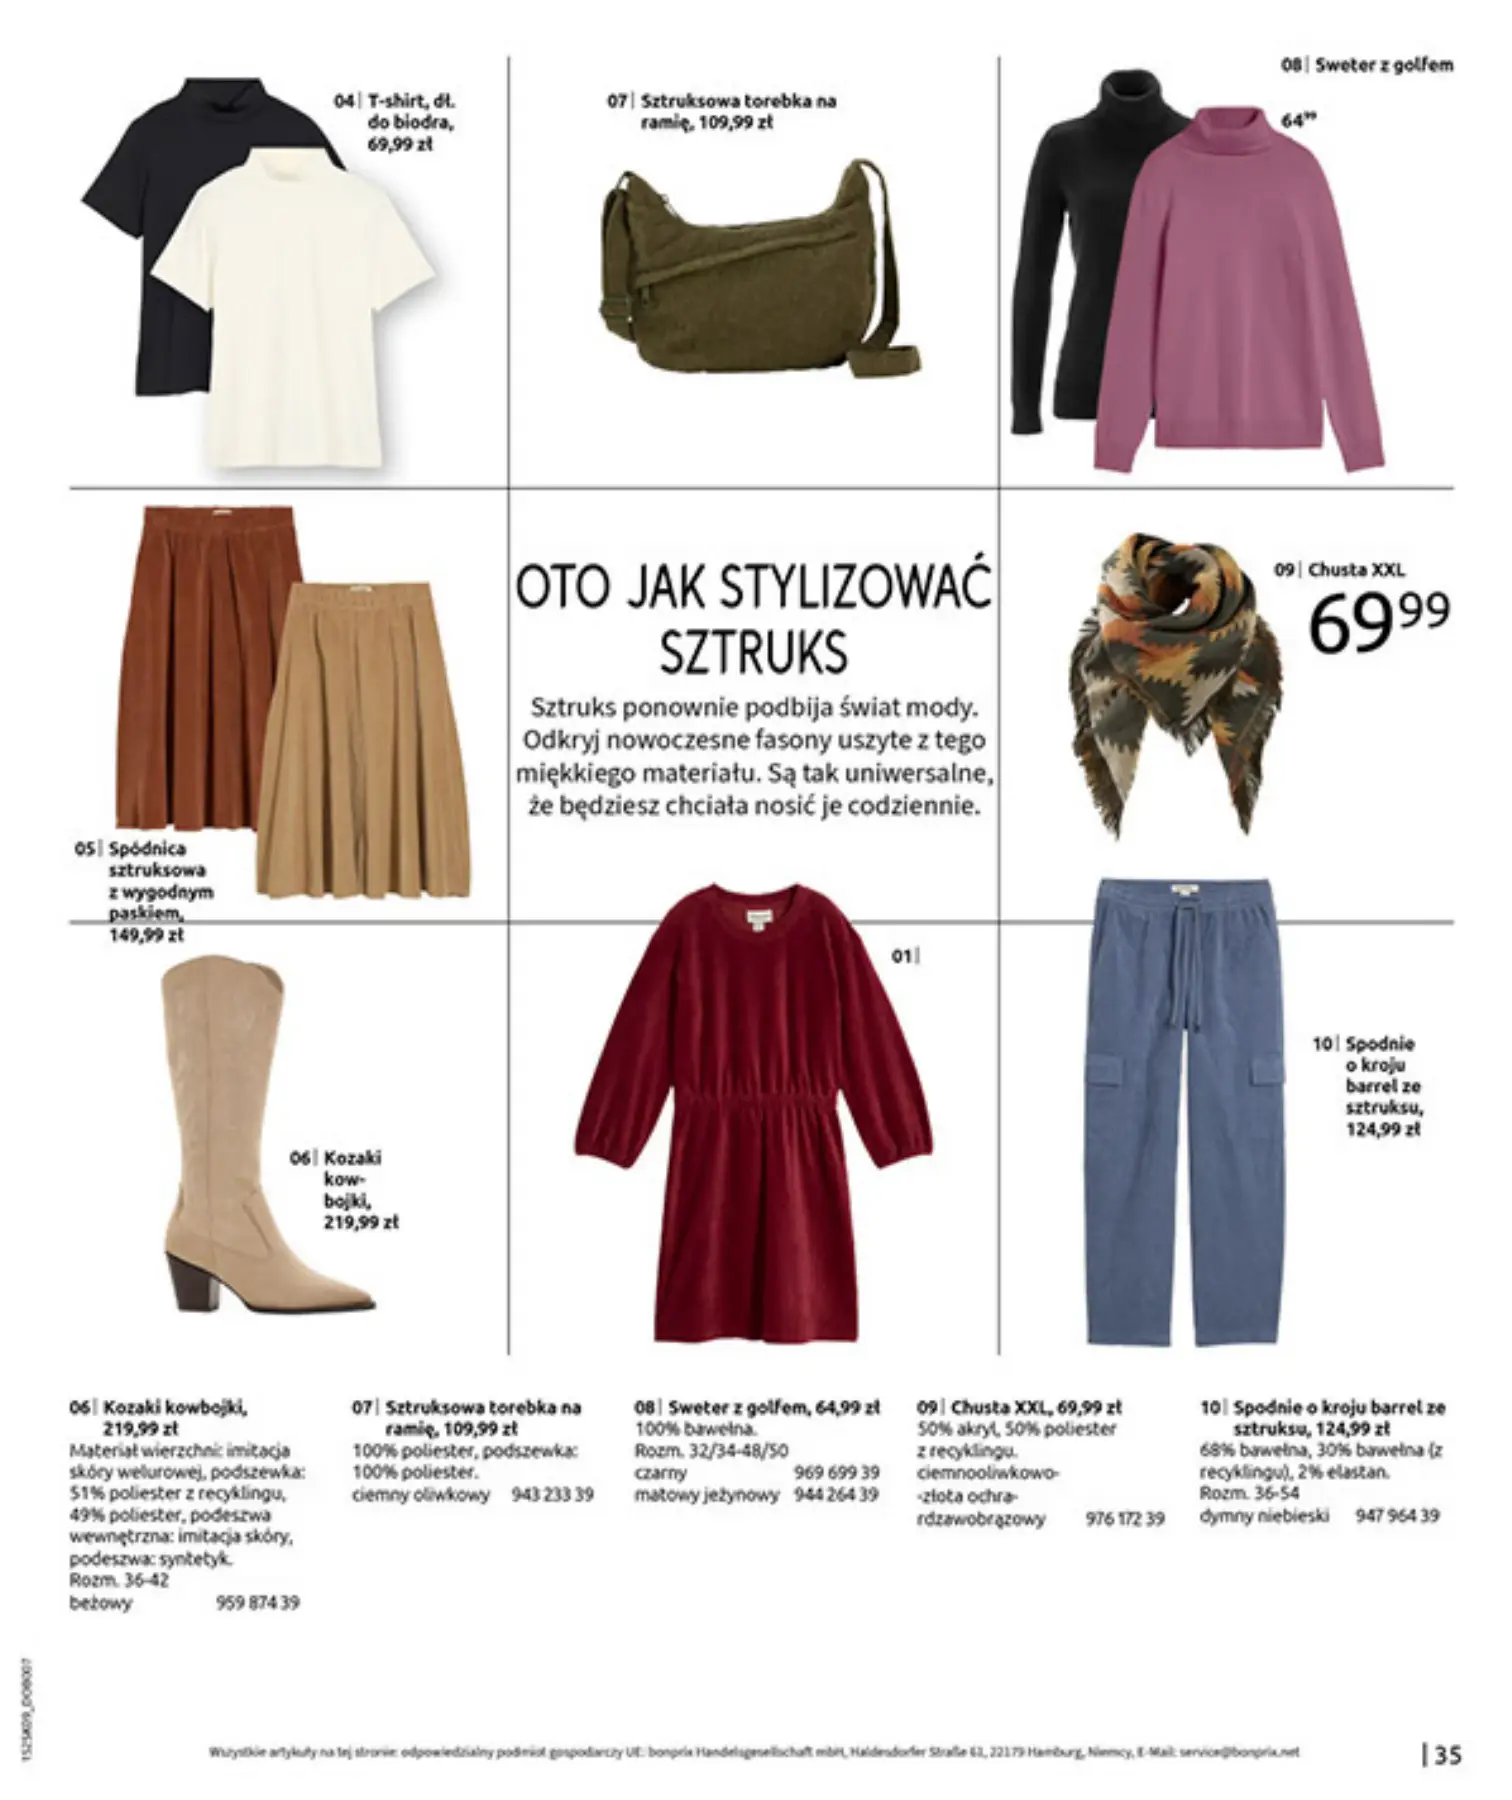 04| T-shirt, dł.
do biodra,
69,99 zł
07| Sztruksowa torebka na
ramię, 109,99 zł
08| Sweter z golfem
64⁹⁹
OTO JAK STYLIZOWAĆ
SZTRUKS
Sztruks ponownie podbija świat mody.
Odkryj nowoczesne fasony uszyte z tego
miękkiego materiału. Są tak uniwersalne,
że będziesz chciała nosić je codziennie.
09| Chusta XXL
69⁹⁹
05| Spódnica
sztruksowa
z wygodnym
paskiem,
149,99 zł
06| Kozaki
kow-
bojki,
219,99 zł
01|
10| Spodnie
o kroju
barrel ze
sztruksu,
124,99 zł
06| Kozaki kowbojki,
219,99 zł
Materiał wierzchni: imitacja
skóry welurowej, podszewka:
51% poliester z recyklingu,
49% poliester, podeszwa
wewnętrzna: imitacja skóry,
podeszwa: syntetyk.
Rozm. 36-42
beżowy 959 874 39
07| Sztruksowa torebka na
ramię, 109,99 zł
100% poliester, podszewka:
100% poliester.
ciemny oliwkowy 943 233 39
08| Sweter z golfem, 64,99 zł
100% bawełna.
Rozm. 32/34-48/50
czarny 969 699 39
matowy jeżynowy 944 264 39
09| Chusta XXL, 69,99 zł
50% akryl, 50% poliester
z recyklingu.
ciemnooliwkowo-
-złota ochra-
rdzawobrązowy 976 172 39
10| Spodnie o kroju barrel ze
sztruksu, 124,99 zł
68% bawełna, 30% bawełna (z
recyklingu), 2% elastan.
Rozm. 36-54
dymny niebieski 947 964 39
152SK09_DOB007
Wszystkie artykuły na tej stronie: odpowiedzialny podmiot gospodarczy UE: bonprix Handelsgesellschaft mbH, Haldesdorfer Straße 61, 22179 Hamburg, Niemcy, E-Mail: service@bonprix.net
| 35